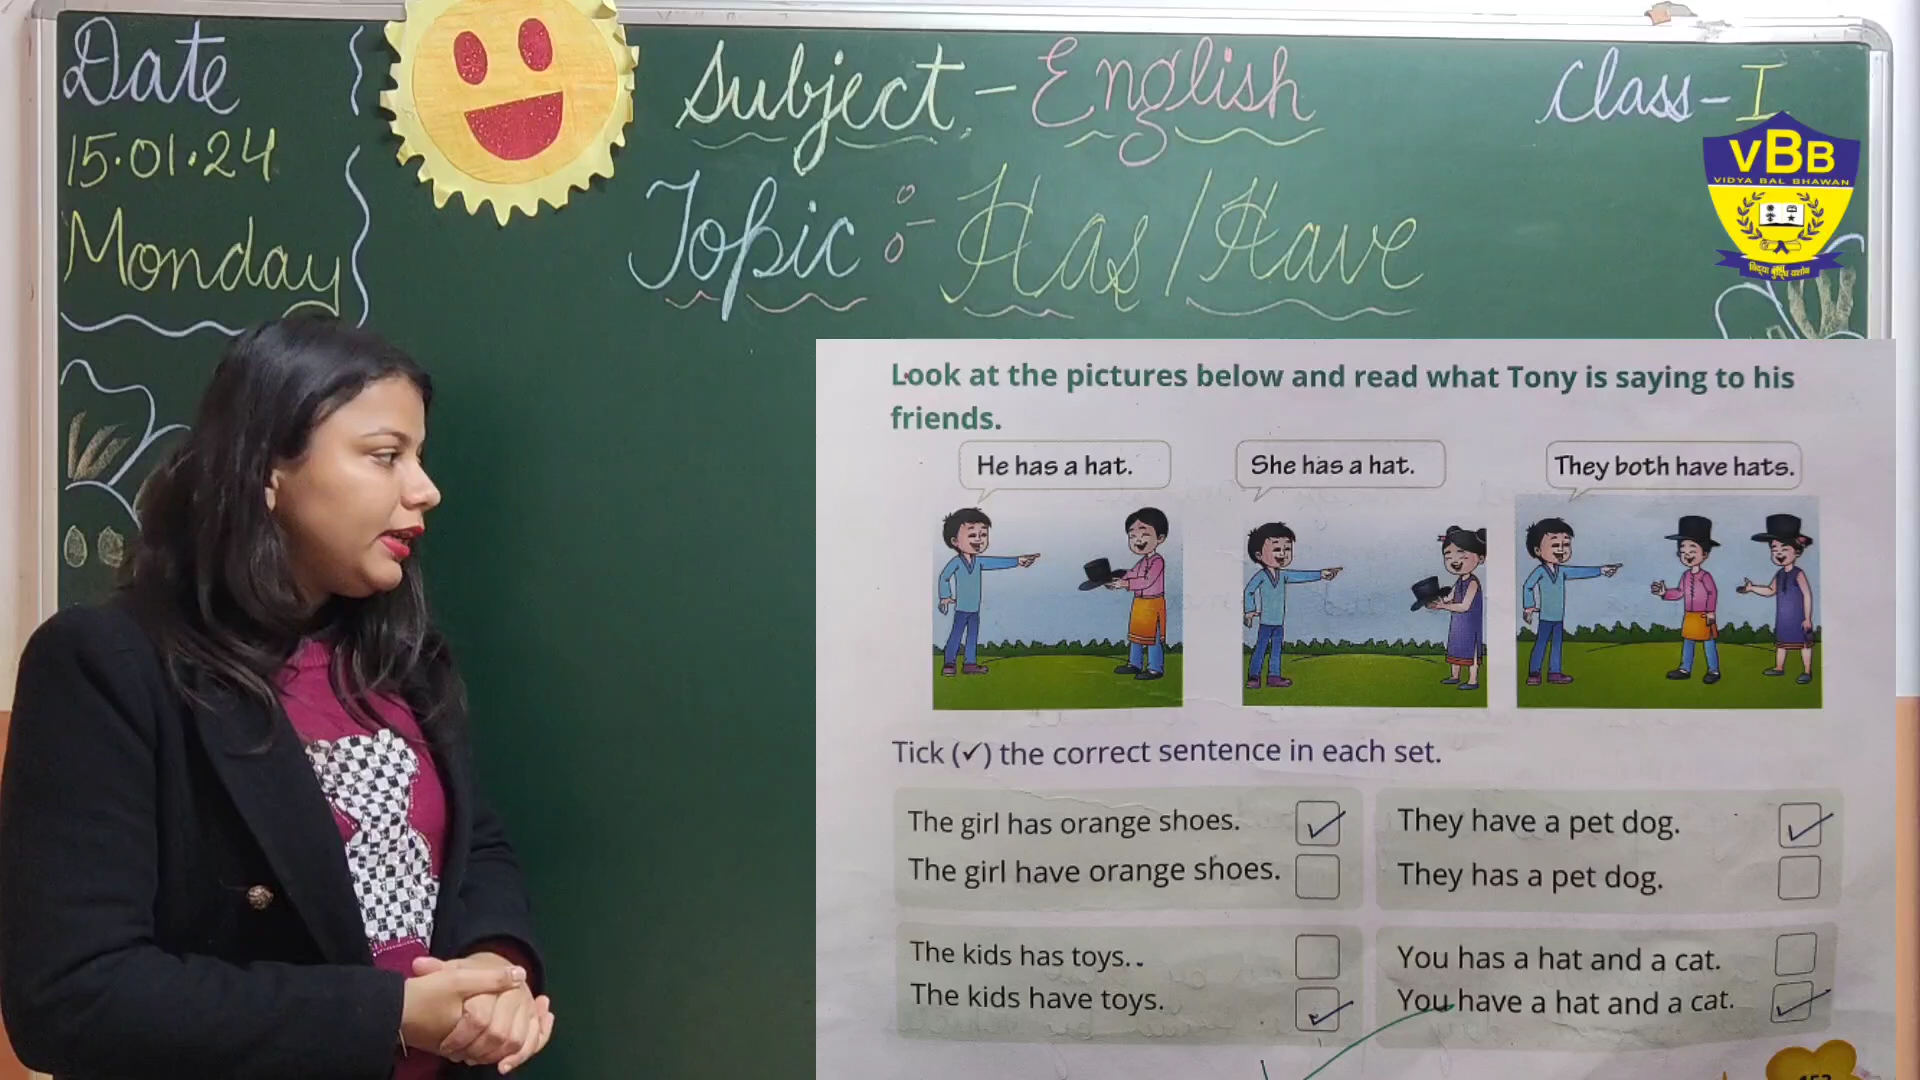 Date
15.01.24
Monday
Subject - English
Topic :- Has/Have
Class - I
VBB
VIDYA BAL BHAWAN
Look at the pictures below and read what Tony is saying to his
friends.
He has a hat.
She has a hat.
They both have hats.
Tick (✓) the correct sentence in each set.
The girl has orange shoes. ✓
The girl have orange shoes.
They have a pet dog. ✓
They has a pet dog.
The kids has toys..
The kids have toys. ✓
You has a hat and a cat.
You have a hat and a cat. ✓